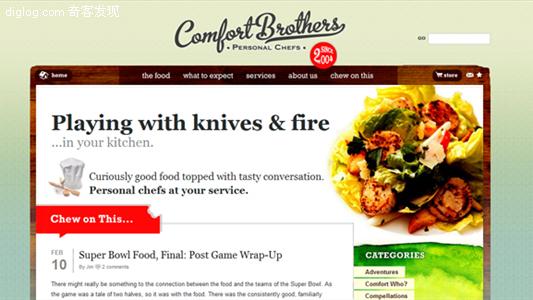 diglog.com 奇客发现
Comfort Brothers
• PERSONAL CHEFS •
SINCE
2004
GO
home
the food
what to expect
services
about us
chew on this
store
Playing with knives & fire
...in your kitchen.
Curiously good food topped with tasty conversation.
Personal chefs at your service.
Chew on This...
FEB
10
Super Bowl Food, Final: Post Game Wrap-Up
By Jim 2 comments
There might really be something to the connection between the food and the teams of the Super Bowl. As
the game was a tale of two halves, so it was with the food. There was the consistently good, familiar
CATEGORIES
Adventures
Comfort Who?
Compellations